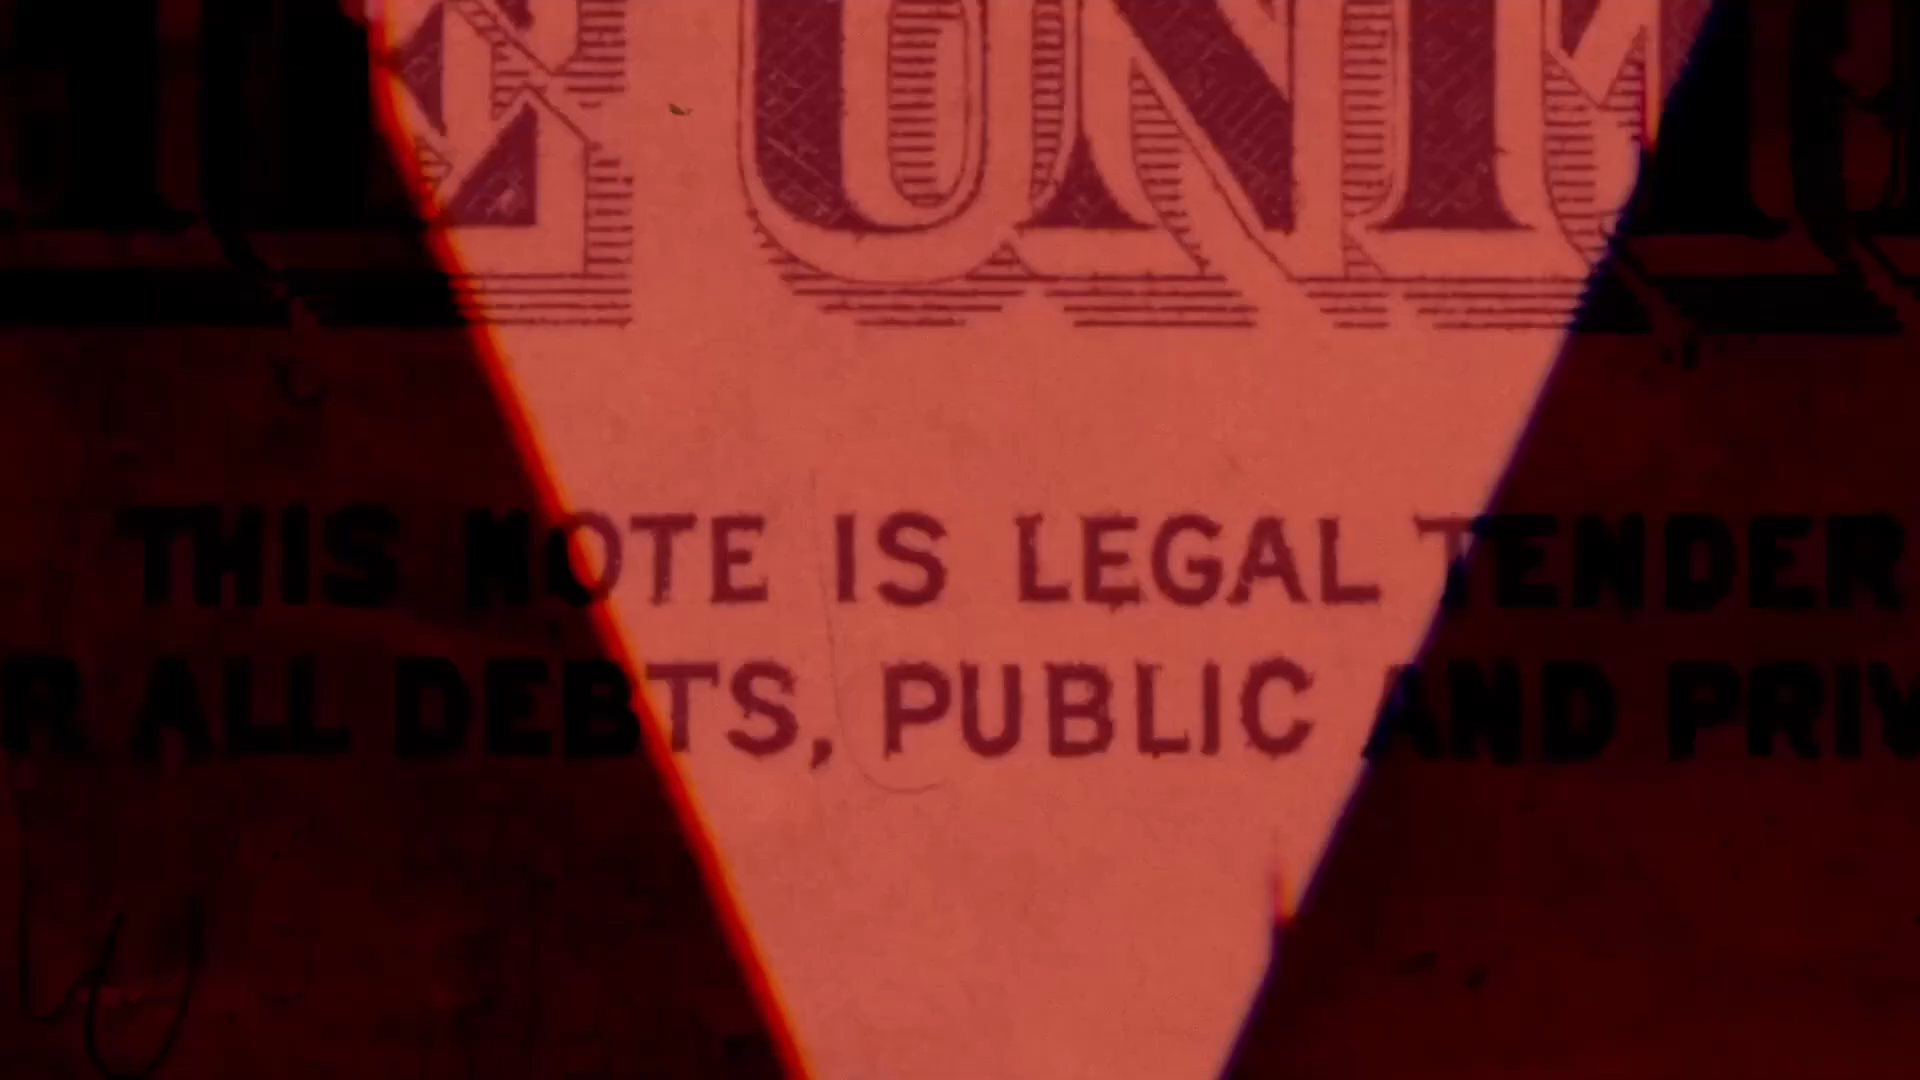 E UNI
THIS NOTE IS LEGAL TENDER
R ALL DEBTS, PUBLIC AND PRIV